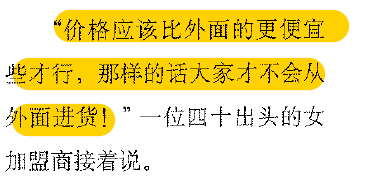 “价格应该比外面的更便宜
些才行，那样的话大家才不会从
外面进货！”一位四十出头的女
加盟商接着说。